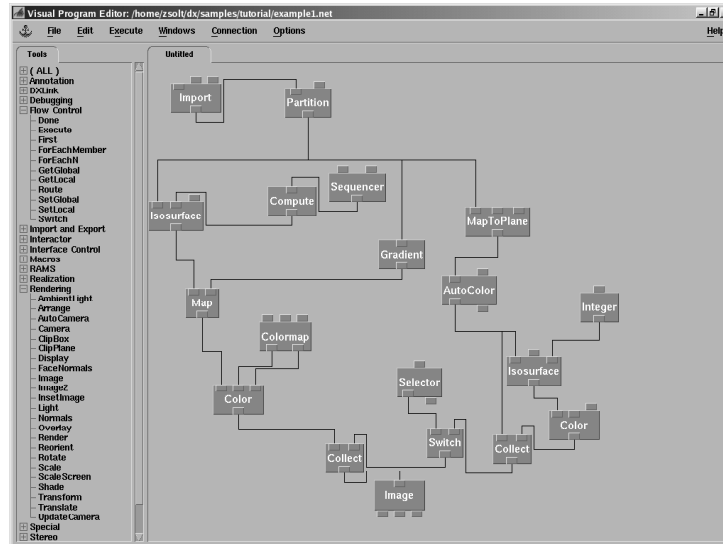 Visual Program Editor: /home/zsolt/dx/samples/tutorial/example1.net
File Edit Execute Windows Connection Options Help
Tools
Untitled
( ALL )
Annotation
DXLink
Debugging
Flow Control
Done
Execute
First
ForEachMember
ForEachN
GetGlobal
GetLocal
Route
SetGlobal
SetLocal
Switch
Import and Export
Interactor
Interface Control
Macros
RAMS
Realization
Rendering
AmbientLight
Arrange
AutoCamera
Camera
ClipBox
ClipPlane
Display
FaceNormals
Image
Image2
InsetImage
Light
Normals
Overlay
Render
Reorient
Rotate
Scale
ScaleScreen
Shade
Transform
Translate
UpdateCamera
Special
Stereo
Import
Partition
Sequencer
Compute
Isosurface
MapToPlane
Gradient
AutoColor
Map
Integer
Colormap
Isosurface
Selector
Color
Color
Switch
Collect
Collect
Image